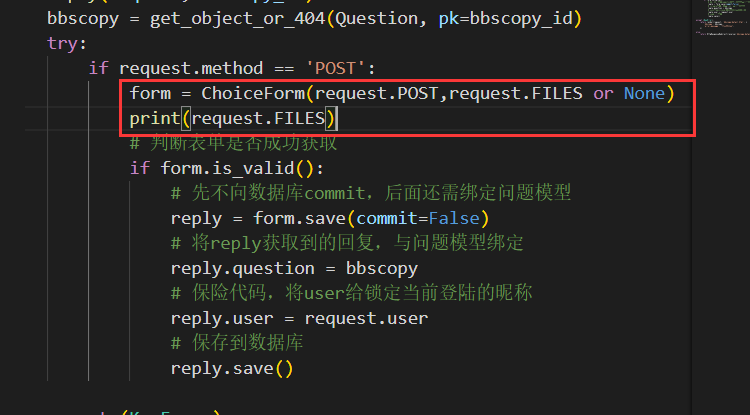 bbscopy = get_object_or_404(Question, pk=bbscopy_id)
try:
if request.method == 'POST':
form = ChoiceForm(request.POST,request.FILES or None)
print(request.FILES)
# 判断表单是否成功获取
if form.is_valid():
# 先不向数据库commit，后面还需绑定问题模型
reply = form.save(commit=False)
# 将reply获取到的回复，与问题模型绑定
reply.question = bbscopy
# 保险代码，将user给锁定当前登陆的昵称
reply.user = request.user
# 保存到数据库
reply.save()